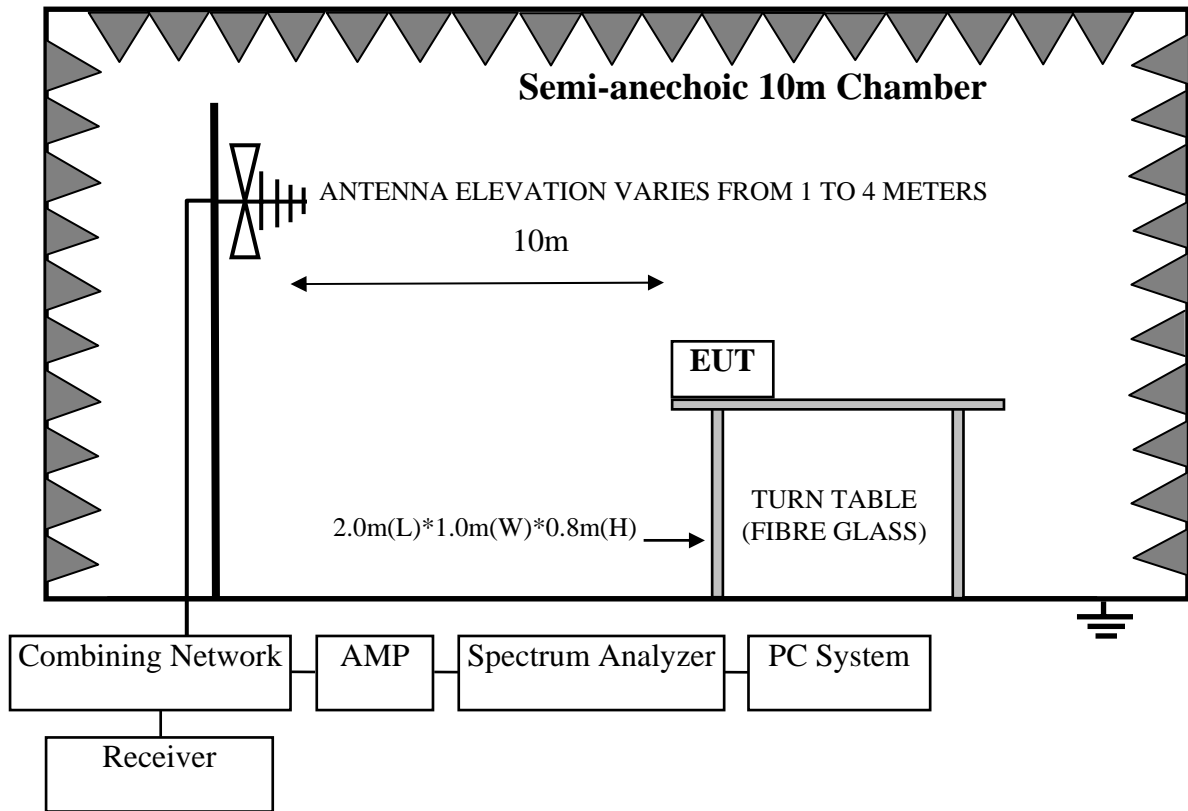 Semi-anechoic 10m Chamber
ANTENNA ELEVATION VARIES FROM 1 TO 4 METERS
10m
EUT
TURN TABLE
(FIBRE GLASS)
2.0m(L)*1.0m(W)*0.8m(H)
Combining Network
AMP
Spectrum Analyzer
PC System
Receiver